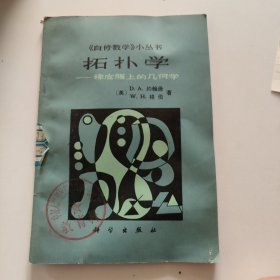 《自修数学》小丛书
拓扑学
——橡皮膜上的几何学
〔英〕 D.A. 约翰逊
W.H. 格伦 著
科学出版社